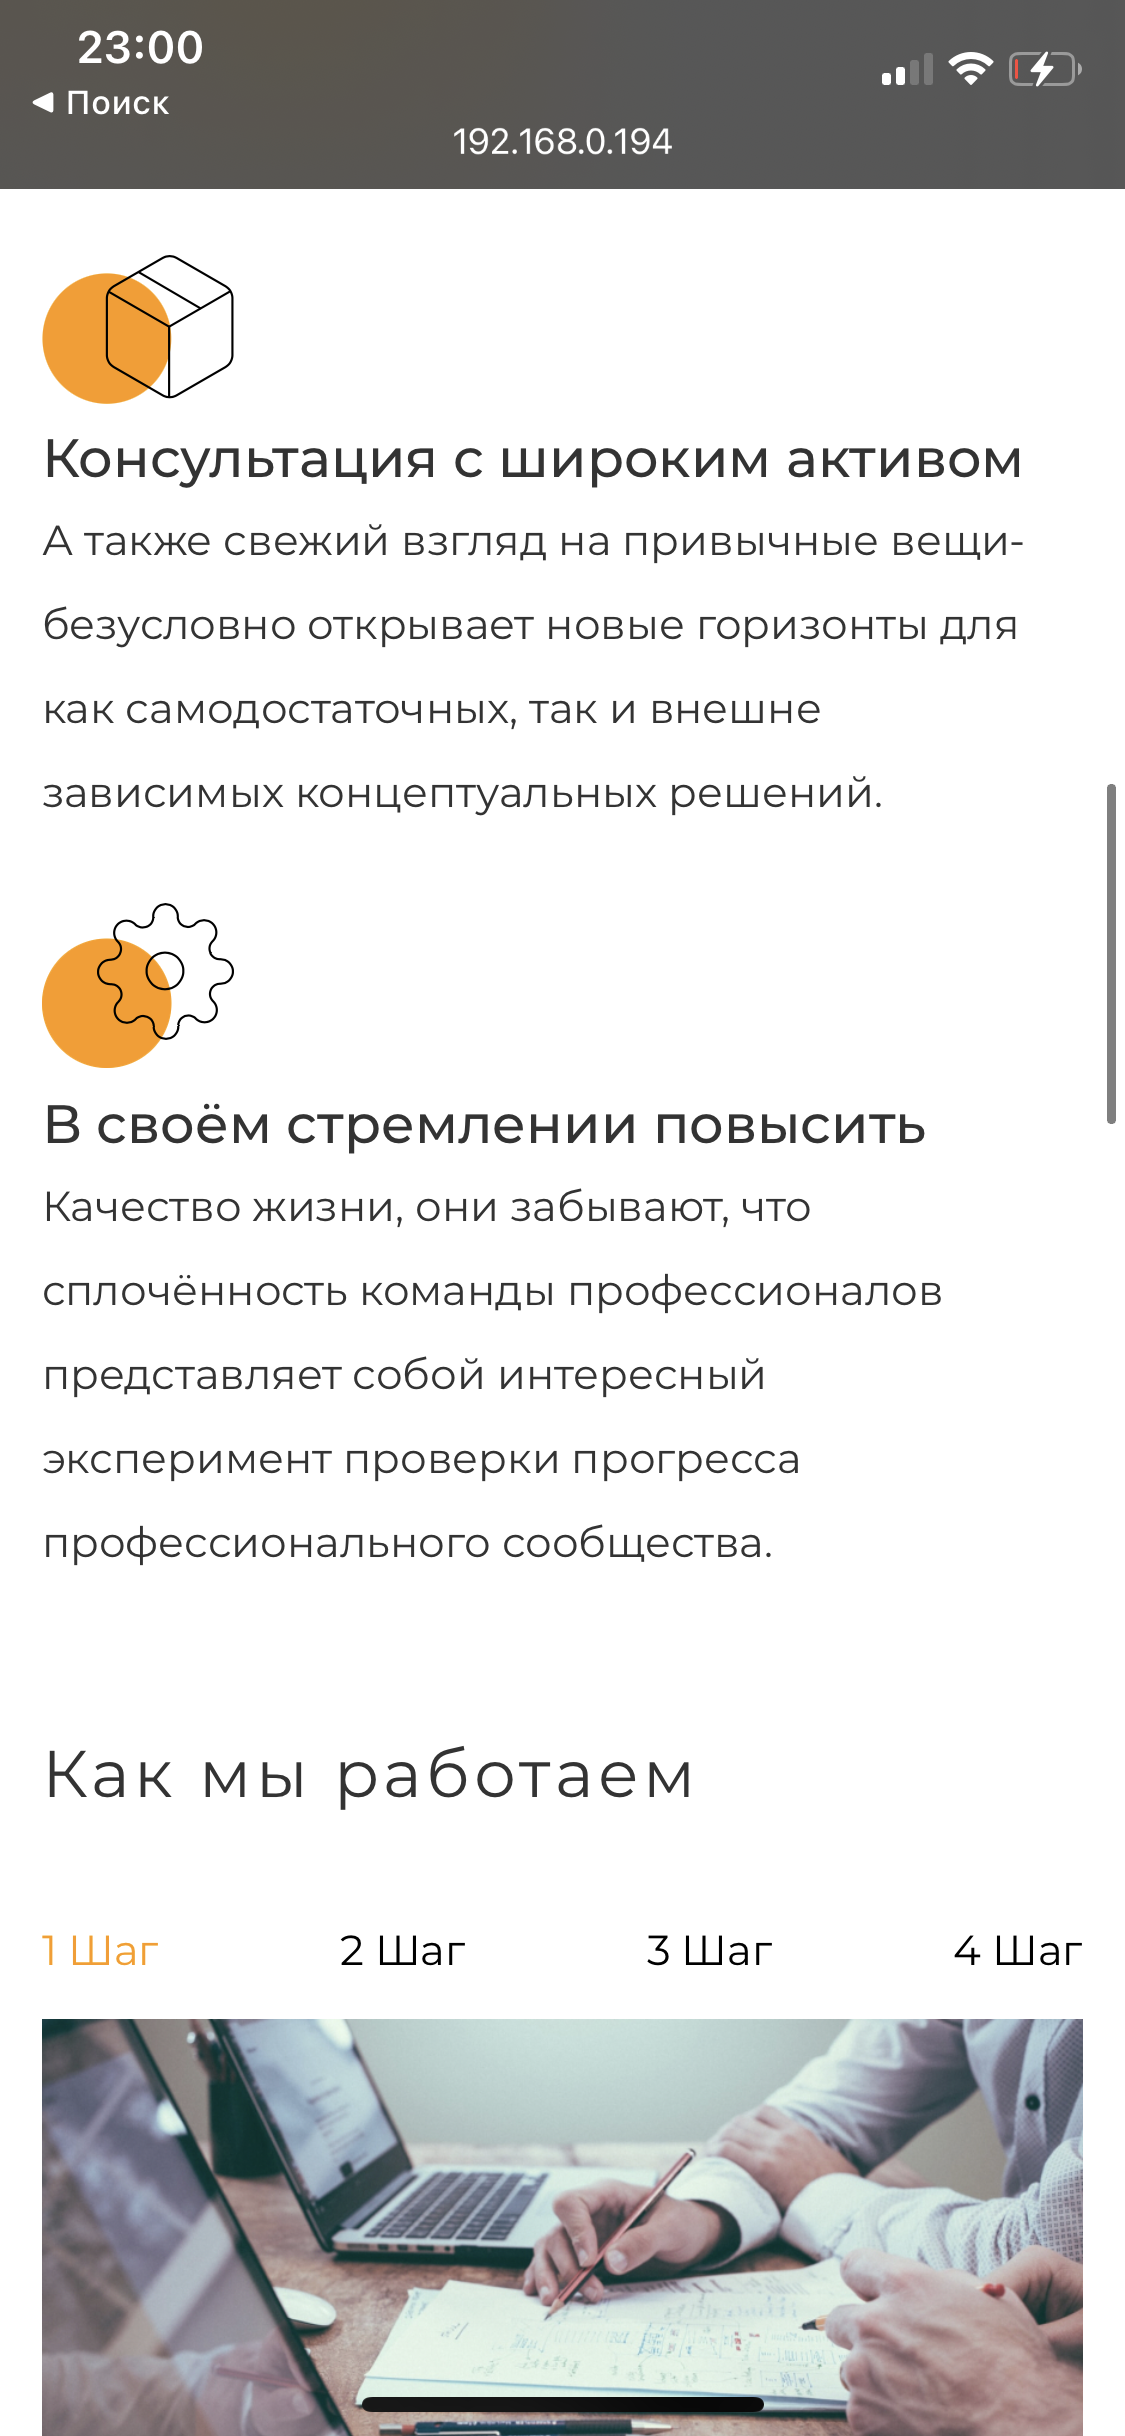 23:00
◀ Поиск
192.168.0.194
Консультация с широким активом
А также свежий взгляд на привычные вещи-
безусловно открывает новые горизонты для
как самодостаточных, так и внешне
зависимых концептуальных решений.
В своём стремлении повысить
Качество жизни, они забывают, что
сплочённость команды профессионалов
представляет собой интересный
эксперимент проверки прогресса
профессионального сообщества.
Как мы работаем
1 Шаг
2 Шаг
3 Шаг
4 Шаг